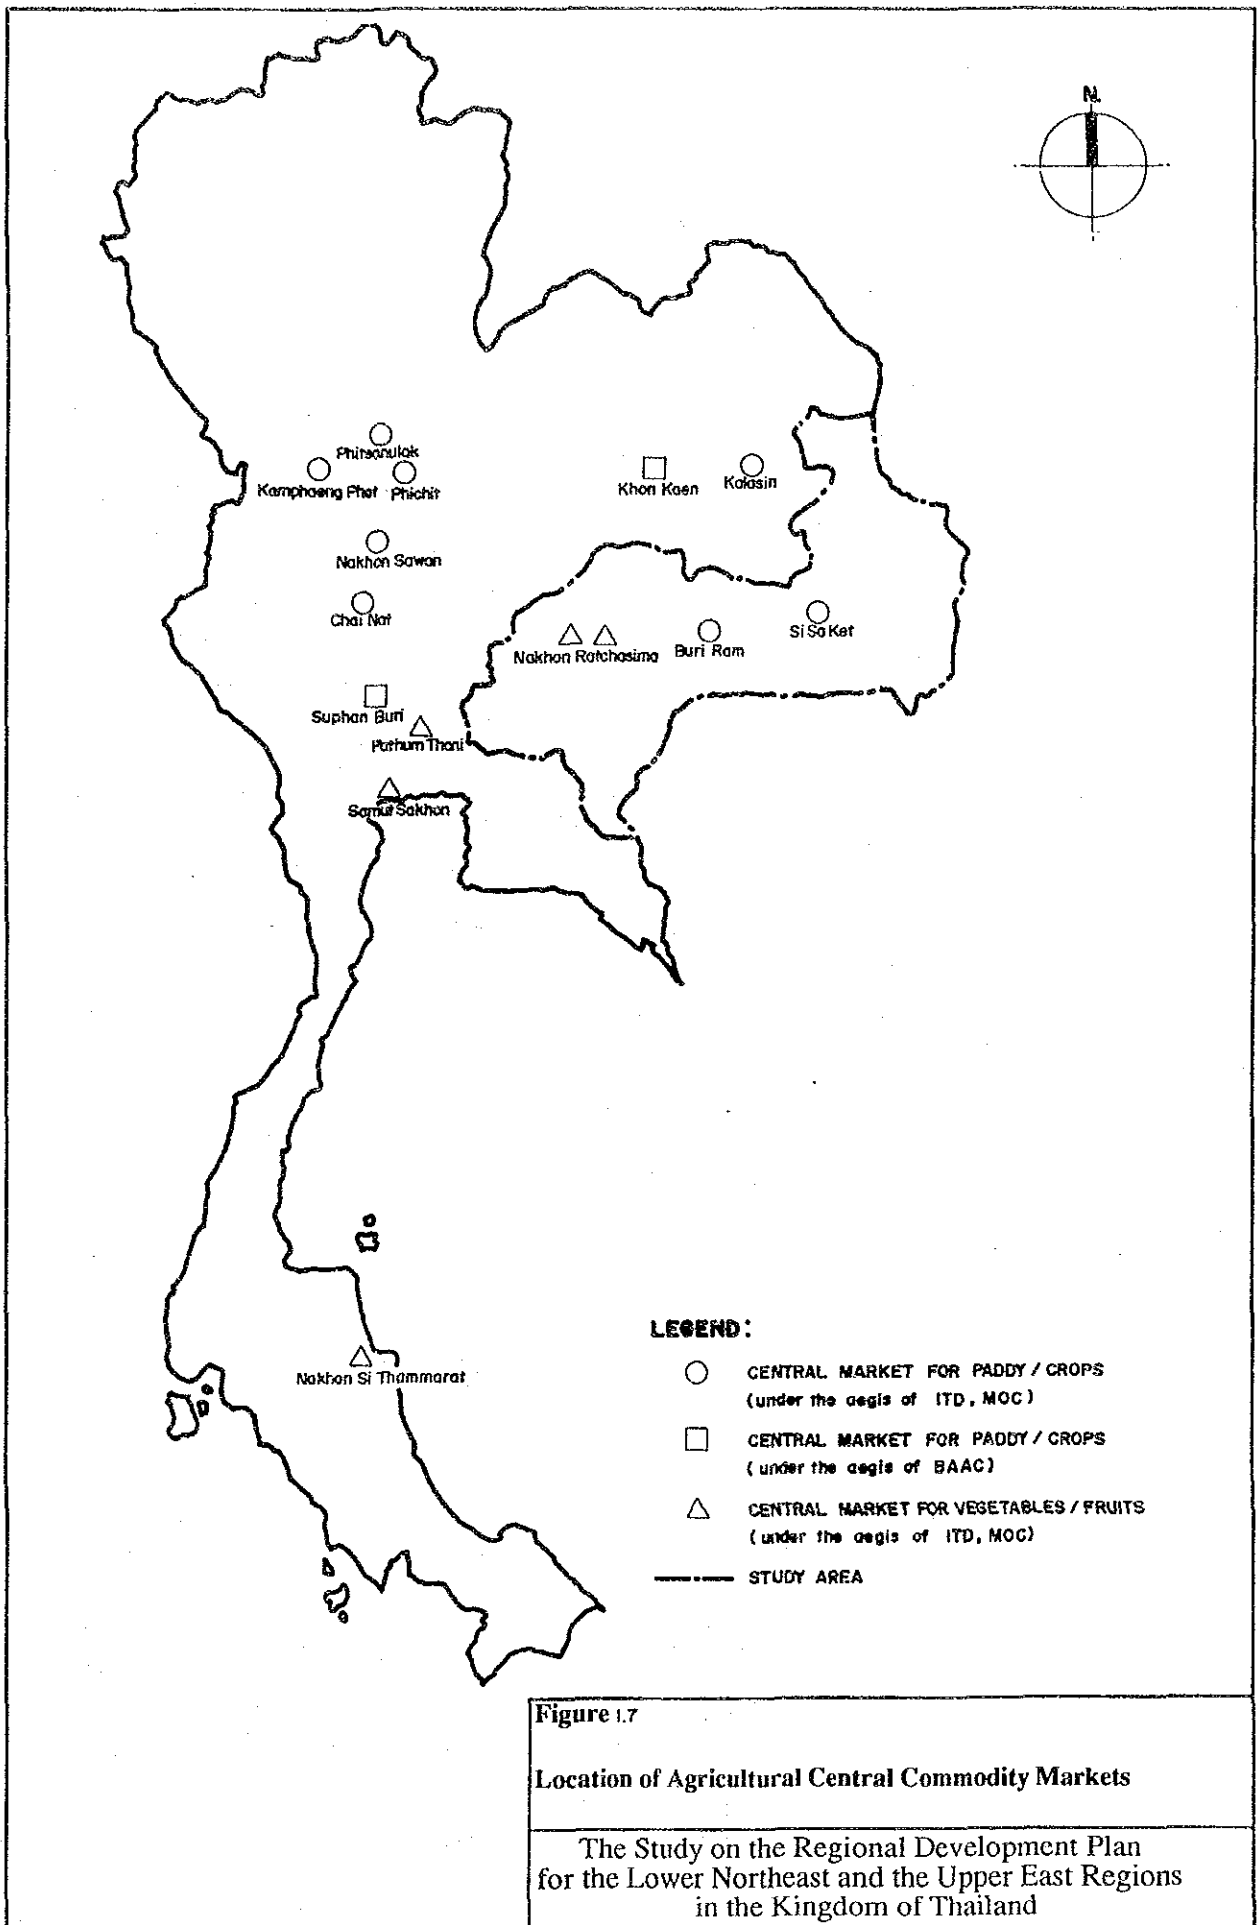 N.
Phitsanulok
Kamphaeng Phet
Phichit
Khon Kaen
Kalasin
Nakhon Sawan
Chai Nat
Si Sa Ket
Nakhon Ratchasima
Buri Ram
Suphan Buri
Pathum Thani
Samut Sakhon
Nakhon Si Thammarat
LEGEND:
CENTRAL MARKET FOR PADDY / CROPS
(under the aegis of ITD, MOC)
CENTRAL MARKET FOR PADDY / CROPS
(under the aegis of BAAC)
CENTRAL MARKET FOR VEGETABLES / FRUITS
(under the aegis of ITD, MOC)
STUDY AREA
Figure 1.7
Location of Agricultural Central Commodity Markets
The Study on the Regional Development Plan
for the Lower Northeast and the Upper East Regions
in the Kingdom of Thailand